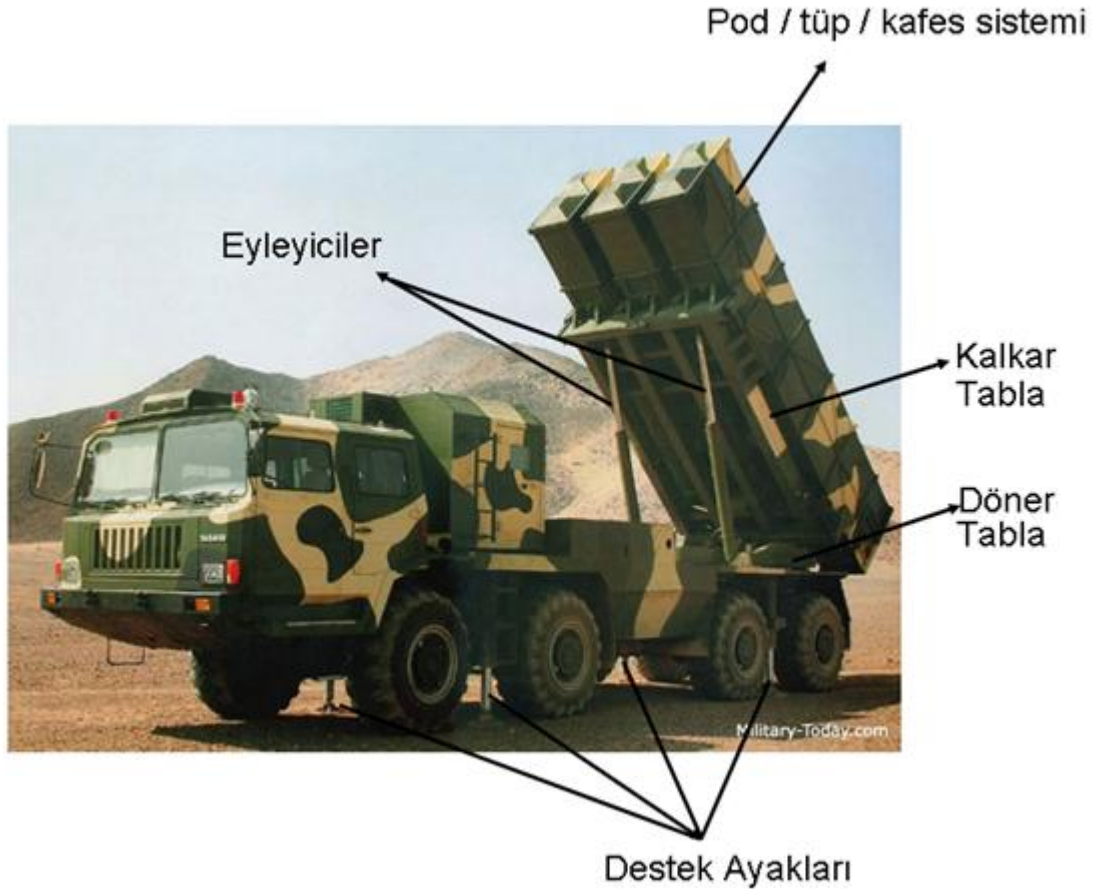 Pod / tüp / kafes sistemi
Eyleyiciler
Kalkar
Tabla
Döner
Tabla
Military-Today.com
Destek Ayakları